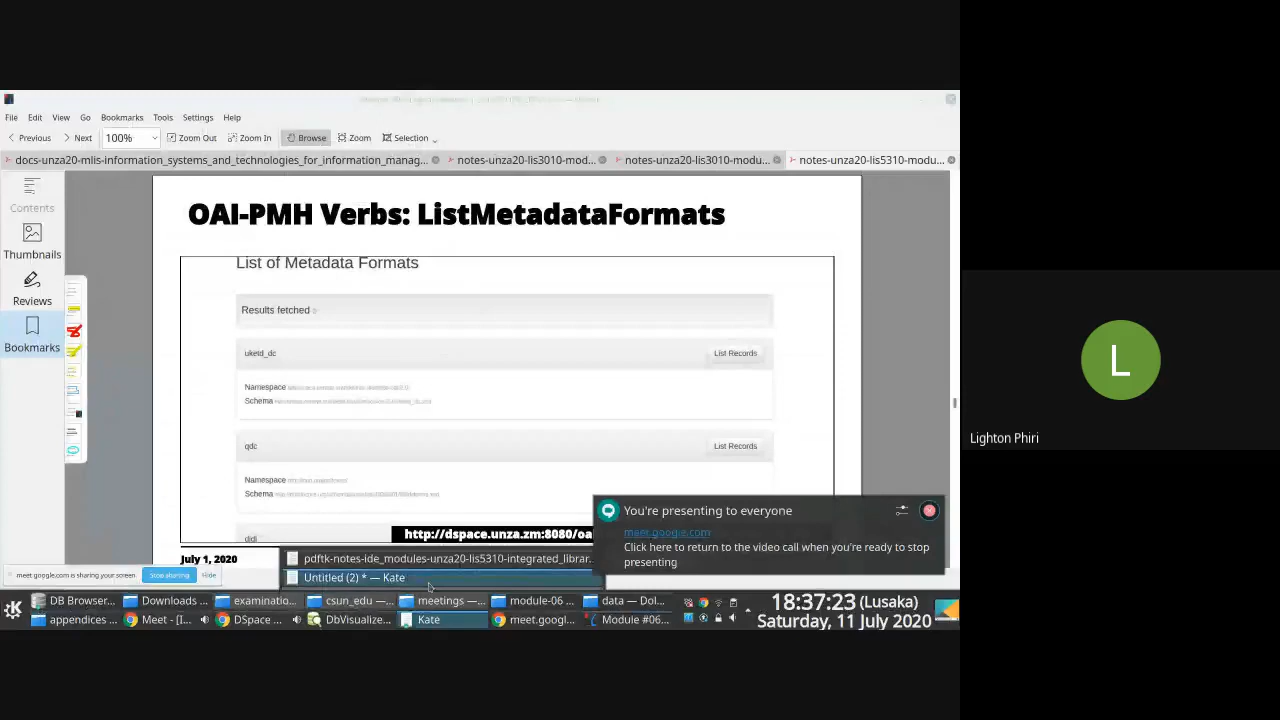 File Edit View Go Bookmarks Tools Settings Help
Previous Next 100% Zoom Out Zoom In Browse Zoom Selection
docs-unza20-mlis-information_systems_and_technologies_for_information_manag... notes-unza20-lis3010-mod... notes-unza20-lis3010-modu... notes-unza20-lis5310-modu...
Contents
Thumbnails
Reviews
Bookmarks
OAI-PMH Verbs: ListMetadataFormats
List of Metadata Formats
Results fetched
uketd_dc List Records
Namespace
Schema
qdc List Records
Namespace
Schema
didl
http://dspace.unza.zm:8080/oa
July 1, 2020
You're presenting to everyone
meet.google.com
Click here to return to the video call when you're ready to stop
presenting
pdftk-notes-ide_modules-unza20-lis5310-integrated_librar...
Untitled (2) * — Kate
meet.google.com is sharing your screen. Stop sharing Hide
DB Browser... Downloads ... examinatio... csun_edu —... meetings —... module-06 ... data — Dol...
appendices ... Meet - [I... DSpace ... DbVisualize... Kate meet.googl... Module #06...
18:37:23 (Lusaka)
Saturday, 11 July 2020
L
Lighton Phiri